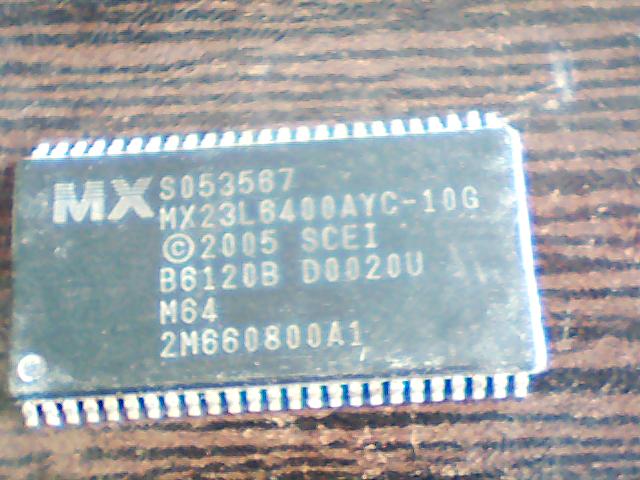 MX
S053567
MX23L6400AYC-10G
©2005 SCEI
B6120B D0020U
M64
2M660800A1